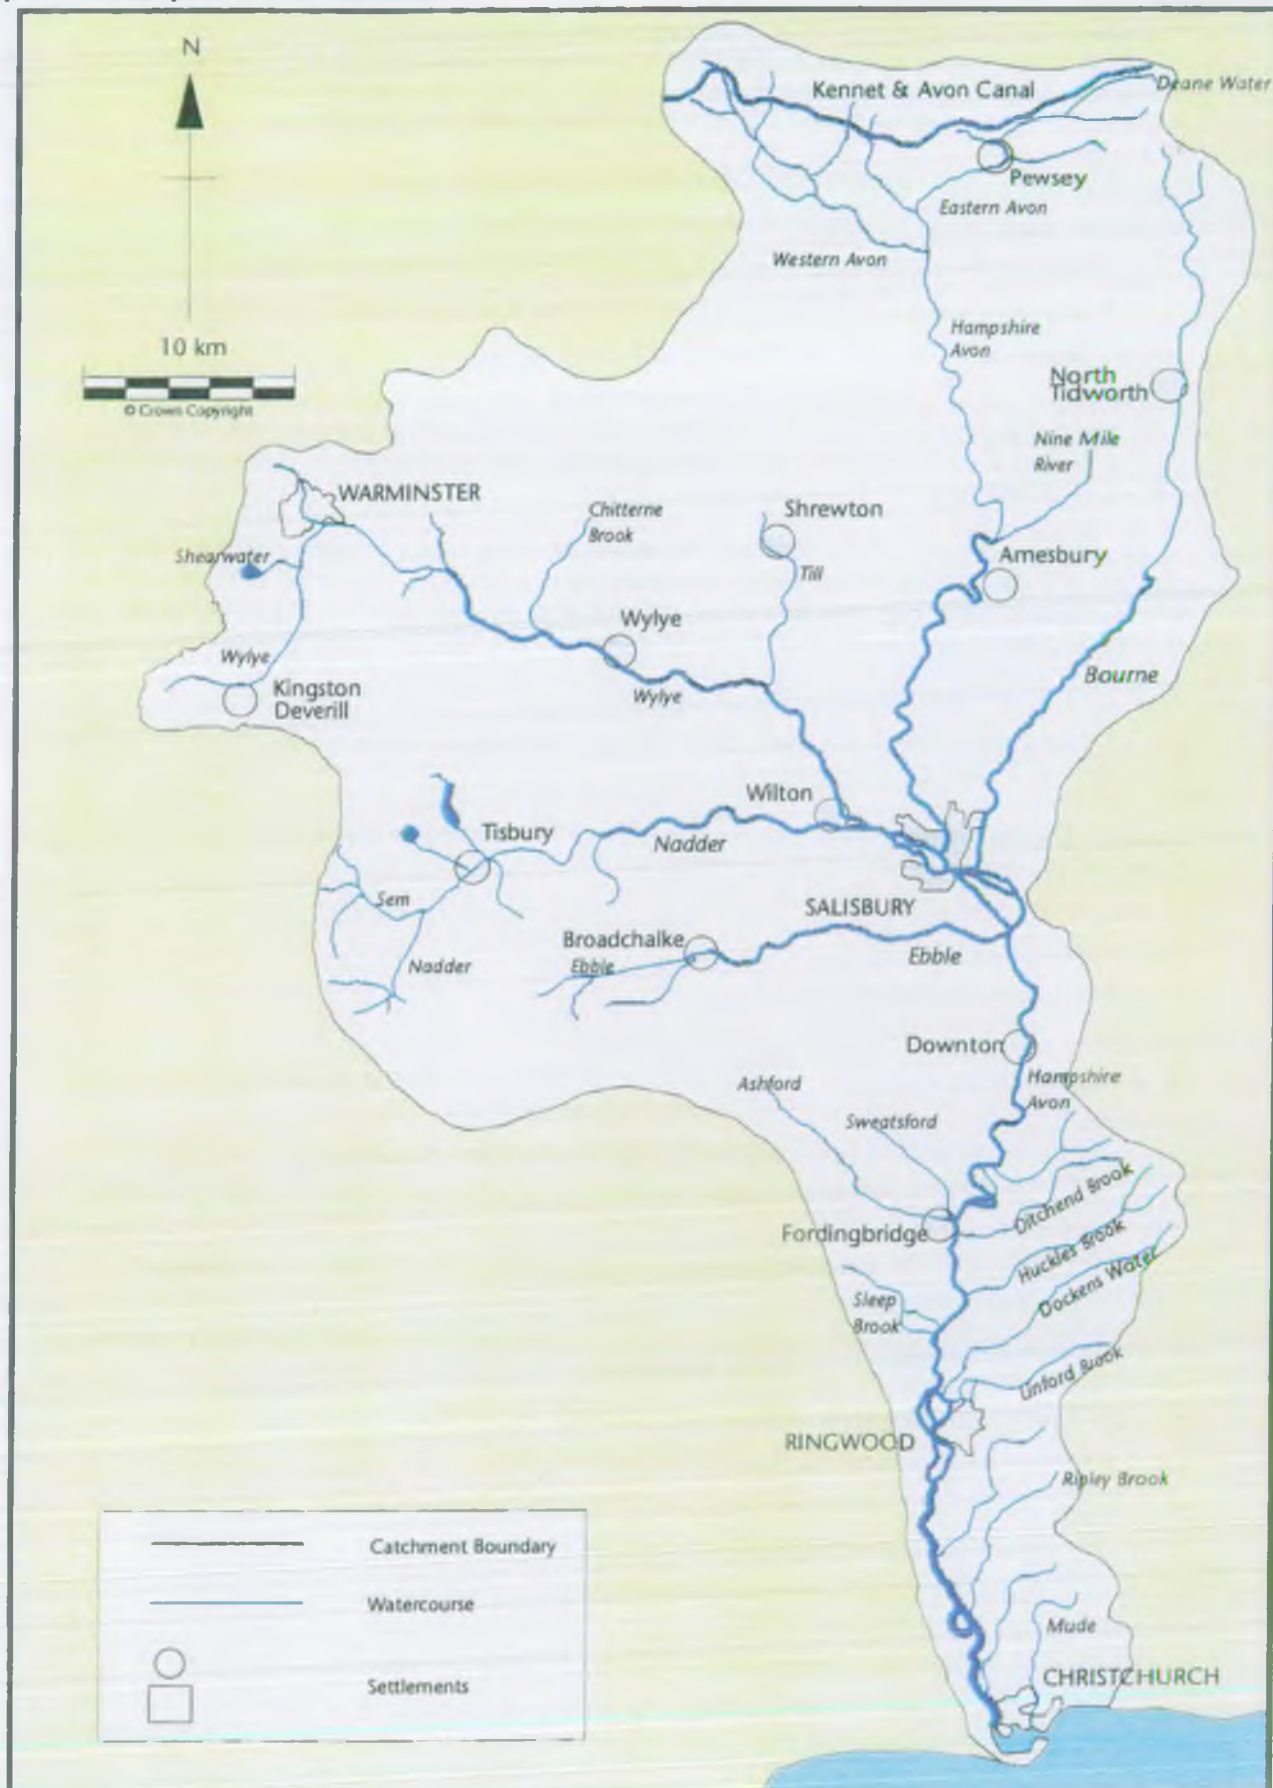 N
10 km
© Crown Copyright
Kennet & Avon Canal
Deane Water
Pewsey
Eastern Avon
Western Avon
Hampshire
Avon
North
Tidworth
Nine Mile
River
WARMINSTER
Chitterne
Brook
Shrewton
Shearwater
Till
Amesbury
Wylye
Wylye
Kingston
Deverill
Wylye
Bourne
Wilton
Tisbury
Nadder
Sem
SALISBURY
Broadchalke
Ebble
Ebble
Nadder
Downton
Hampshire
Avon
Ashford
Sweatsford
Ditchend Brook
Fordingbridge
Huckles Brook
Dockens Water
Sleep
Brook
Linford Brook
RINGWOOD
Ripley Brook
Mude
CHRISTCHURCH
Catchment Boundary
Watercourse
Settlements